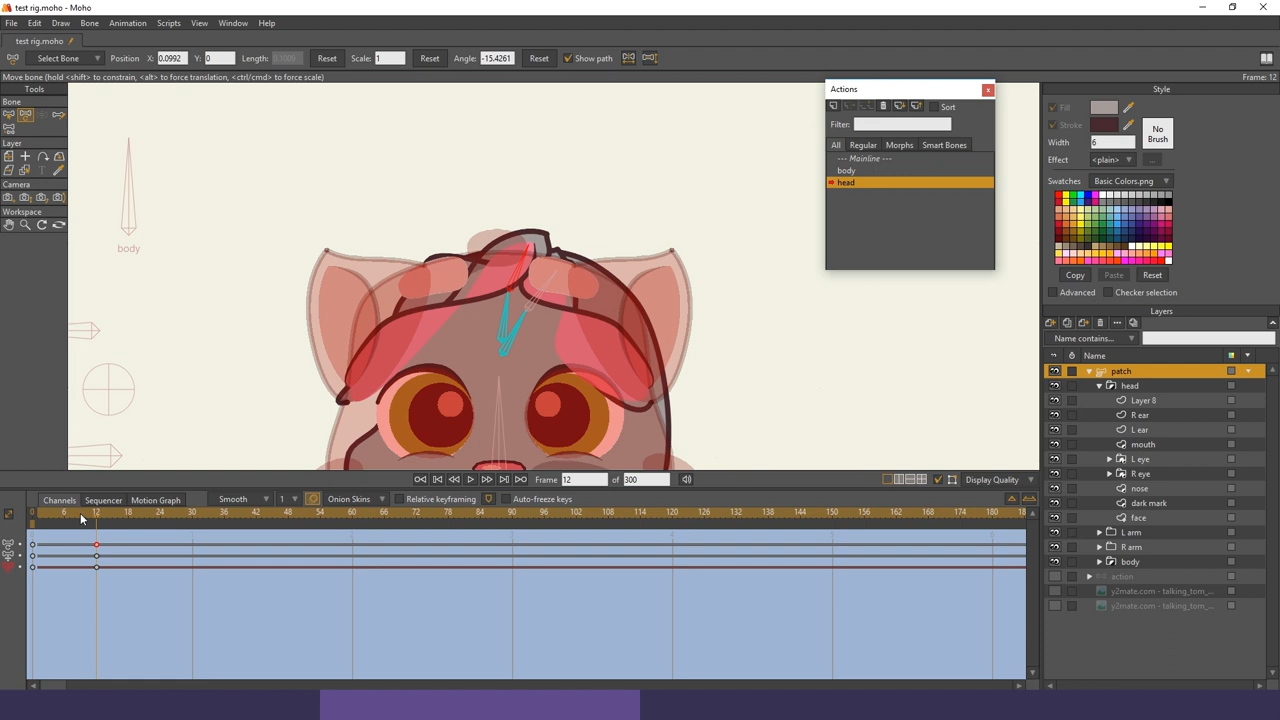 test rig.moho - Moho
File Edit Draw Bone Animation Scripts View Window Help
test rig.moho
Select Bone Position X: 0.0992 Y: 0 Length: 0.1009 Reset Scale: 1 Reset Angle: -15.4261 Reset Show path
Move bone (hold <shift> to constrain, <alt> to force translation, <ctrl/cmd> to force scale) Frame: 12
Tools
Bone
Layer
Camera
Workspace
body
Actions
Sort
Filter:
All Regular Morphs Smart Bones
--- Mainline ---
body
head
Style
Fill
Stroke
No Brush
Width 6
Effect <plain> ...
Swatches Basic Colors.png
Copy Paste Reset
Advanced Checker selection
Layers
Name contains...
Name
patch
head
Layer 8
R ear
L ear
mouth
L eye
R eye
nose
dark mark
face
L arm
R arm
body
action
y2mate.com - talking_tom_...
y2mate.com - talking_tom_...
Frame 12 of 300 Display Quality
Channels Sequencer Motion Graph Smooth 1 Onion Skins Relative keyframing Auto-freeze keys
0 6 12 18 24 30 36 42 48 54 60 66 72 78 84 90 96 102 108 114 120 126 132 138 144 150 156 162 168 174 180 18